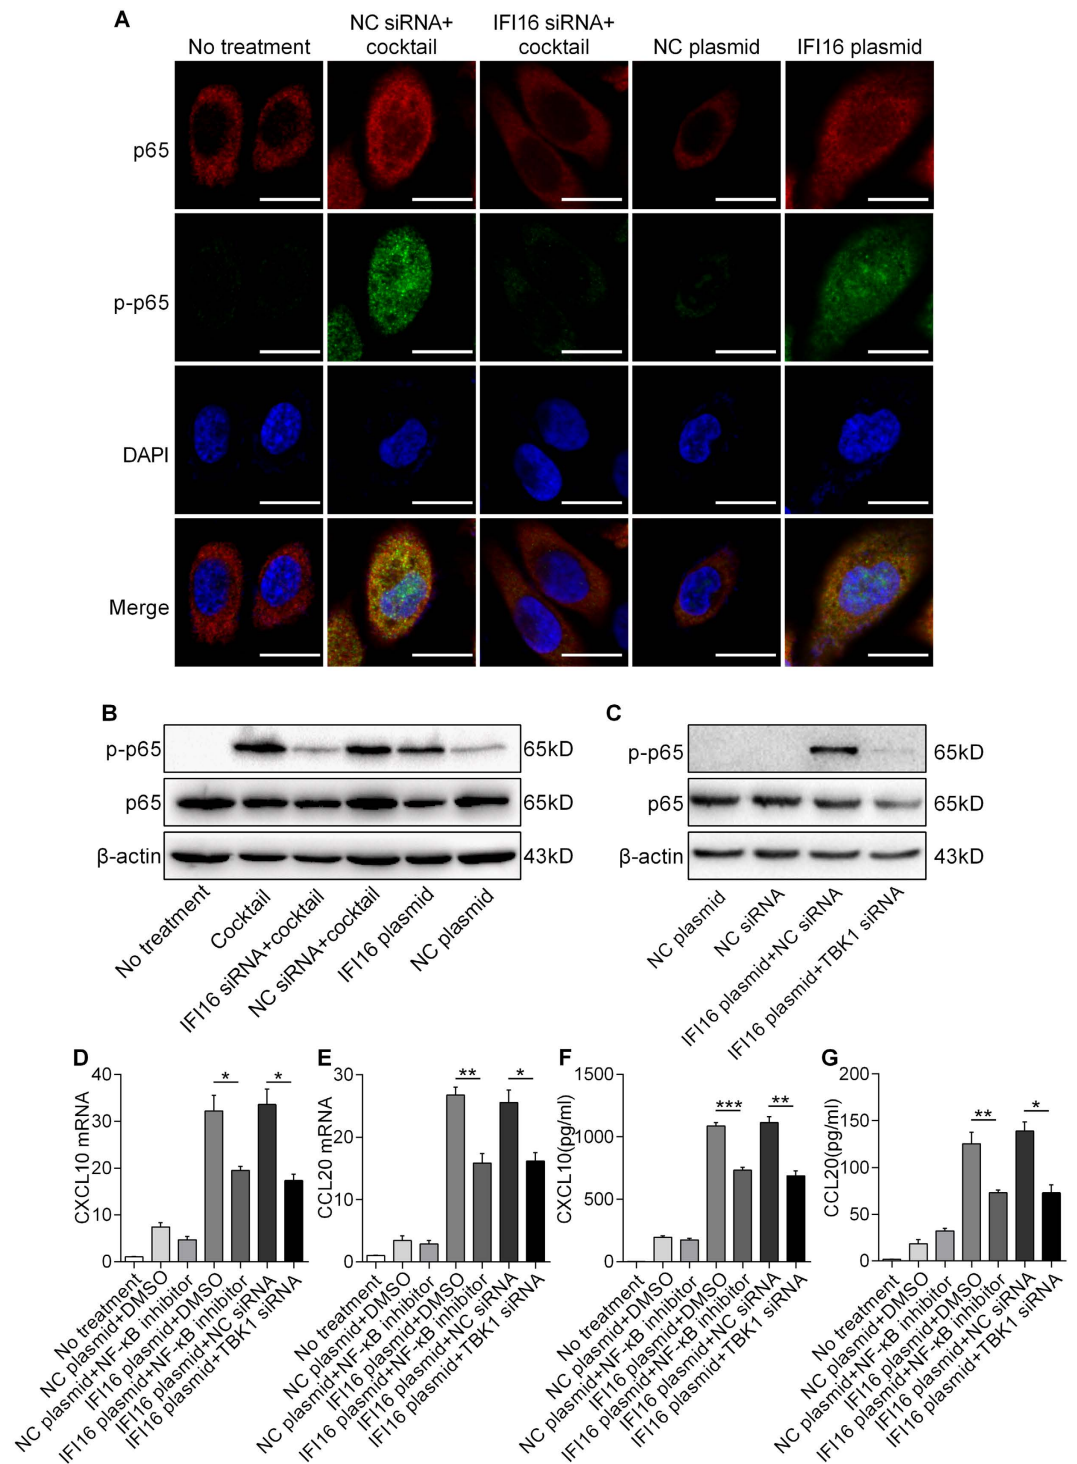 A
No treatment
NC siRNA+
cocktail
IFI16 siRNA+
cocktail
NC plasmid
IFI16 plasmid
p65
p-p65
DAPI
Merge
B
p-p65
65kD
p65
65kD
β-actin
43kD
No treatment
Cocktail
IFI16 siRNA+cocktail
NC siRNA+cocktail
IFI16 plasmid
NC plasmid
C
p-p65
65kD
p65
65kD
β-actin
43kD
NC plasmid
NC siRNA
IFI16 plasmid+NC siRNA
IFI16 plasmid+TBK1 siRNA
D
CXCL10 mRNA
40
30
20
10
0
*
*
No treatment
NC plasmid+DMSO
NC plasmid+NF-κB inhibitor
IFI16 plasmid+DMSO
IFI16 plasmid+NF-κB inhibitor
IFI16 plasmid+NC siRNA
IFI16 plasmid+TBK1 siRNA
E
CCL20 mRNA
30
20
10
0
**
*
No treatment
NC plasmid+DMSO
NC plasmid+NF-κB inhibitor
IFI16 plasmid+DMSO
IFI16 plasmid+NF-κB inhibitor
IFI16 plasmid+NC siRNA
IFI16 plasmid+TBK1 siRNA
F
CXCL10(pg/ml)
1500
1000
500
0
***
**
No treatment
NC plasmid+DMSO
NC plasmid+NF-κB inhibitor
IFI16 plasmid+DMSO
IFI16 plasmid+NF-κB inhibitor
IFI16 plasmid+NC siRNA
IFI16 plasmid+TBK1 siRNA
G
CCL20(pg/ml)
200
150
100
50
0
**
*
No treatment
NC plasmid+DMSO
NC plasmid+NF-κB inhibitor
IFI16 plasmid+DMSO
IFI16 plasmid+NF-κB inhibitor
IFI16 plasmid+NC siRNA
IFI16 plasmid+TBK1 siRNA